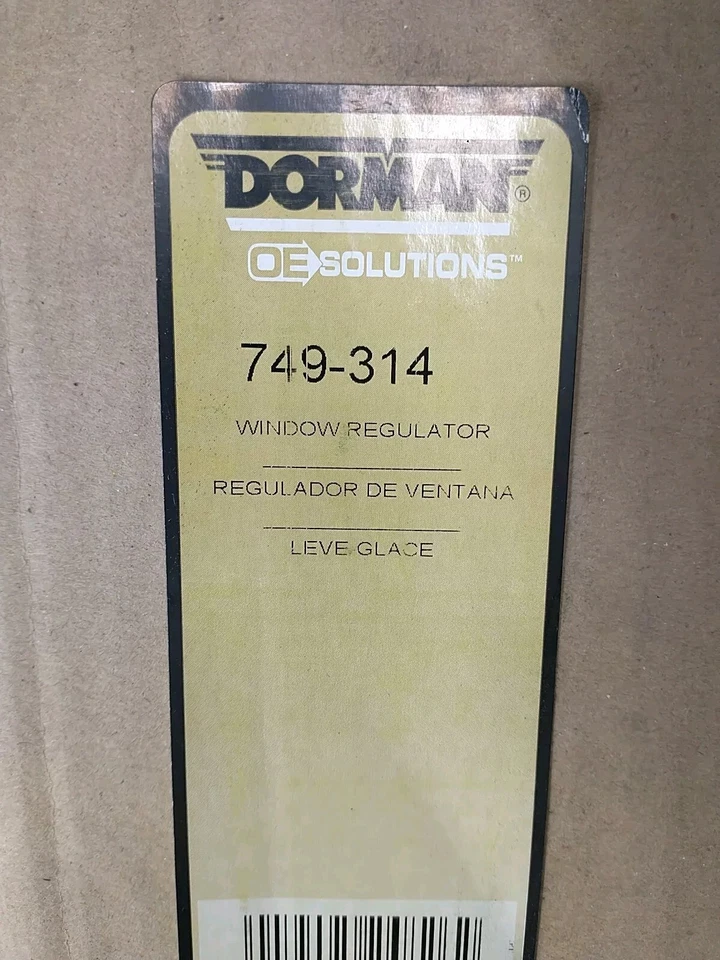 DORMAN®
OE SOLUTIONS™
749-314
WINDOW REGULATOR
REGULADOR DE VENTANA
LEVE GLACE